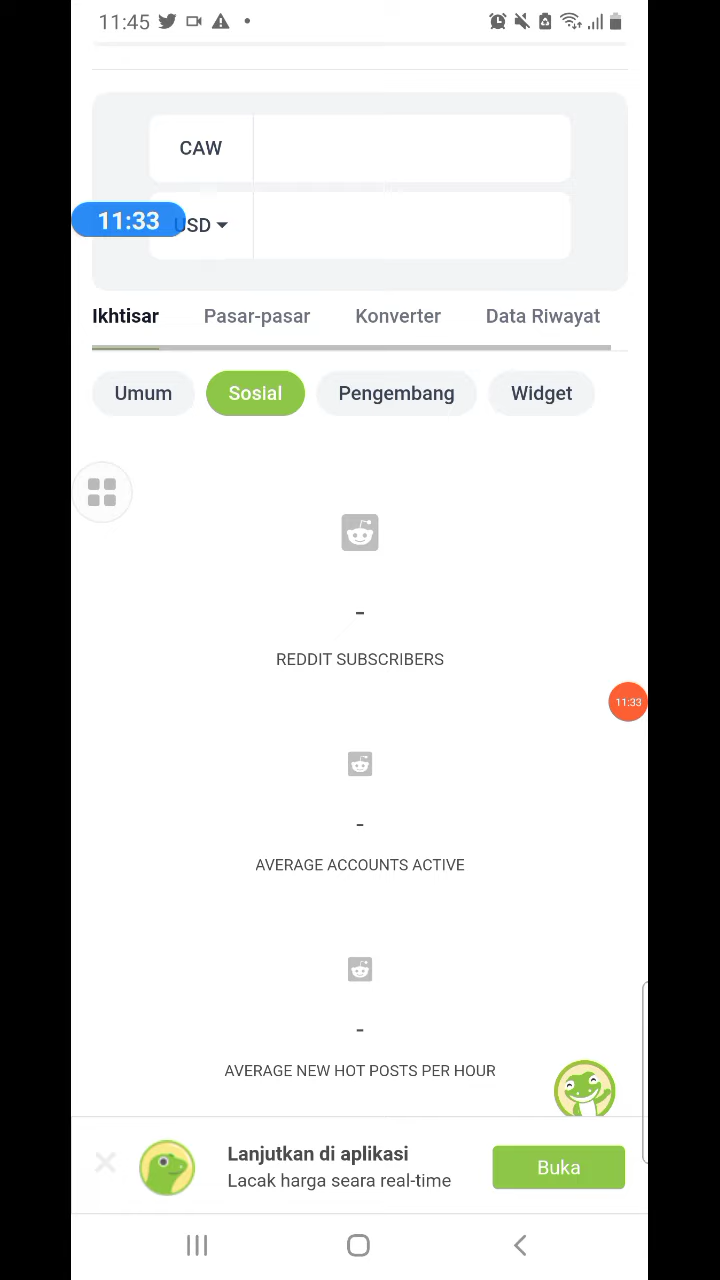 11:45
CAW
11:33
USD
Ikhtisar Pasar-pasar Konverter Data Riwayat
Umum Sosial Pengembang Widget
-
REDDIT SUBSCRIBERS
11:33
-
AVERAGE ACCOUNTS ACTIVE
-
AVERAGE NEW HOT POSTS PER HOUR
Lanjutkan di aplikasi
Lacak harga seara real-time
Buka